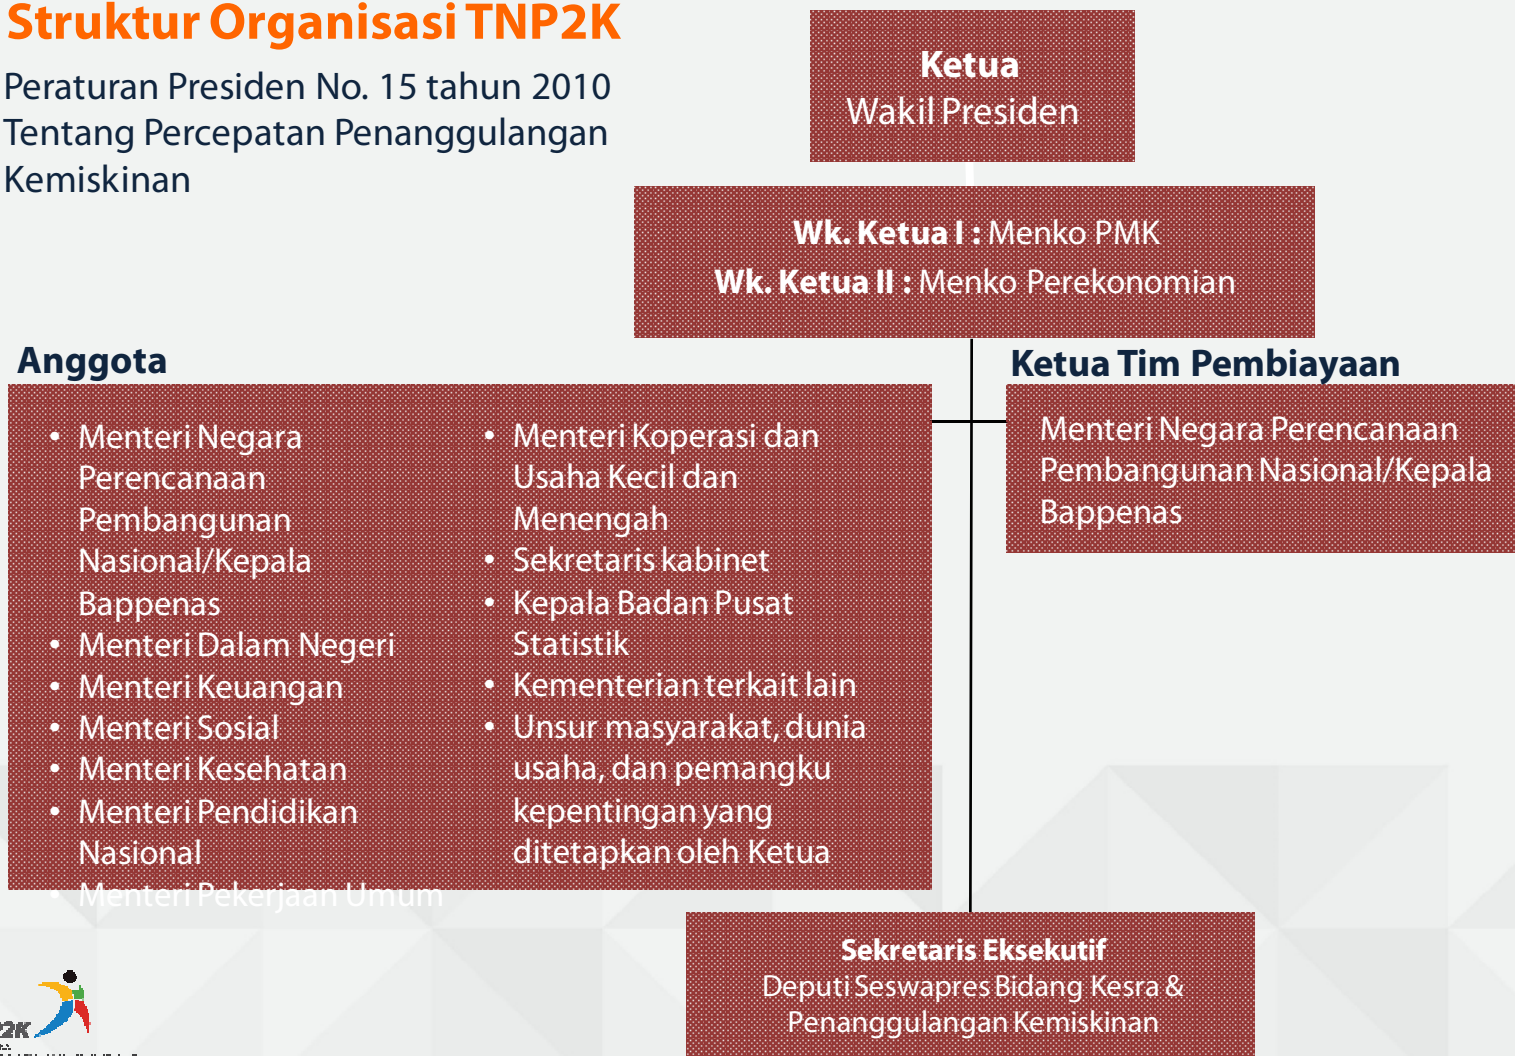 Struktur Organisasi TNP2K
Peraturan Presiden No. 15 tahun 2010
Tentang Percepatan Penanggulangan
Kemiskinan
Ketua
Wakil Presiden
Wk. Ketua I : Menko PMK
Wk. Ketua II : Menko Perekonomian
Anggota
• Menteri Negara
Perencanaan
Pembangunan
Nasional/Kepala
Bappenas
• Menteri Dalam Negeri
• Menteri Keuangan
• Menteri Sosial
• Menteri Kesehatan
• Menteri Pendidikan
Nasional
• Menteri Pekerjaan Umum
• Menteri Koperasi dan
Usaha Kecil dan
Menengah
• Sekretaris kabinet
• Kepala Badan Pusat
Statistik
• Kementerian terkait lain
• Unsur masyarakat, dunia
usaha, dan pemangku
kepentingan yang
ditetapkan oleh Ketua
Ketua Tim Pembiayaan
Menteri Negara Perencanaan
Pembangunan Nasional/Kepala
Bappenas
Sekretaris Eksekutif
Deputi Seswapres Bidang Kesra &
Penanggulangan Kemiskinan
2K